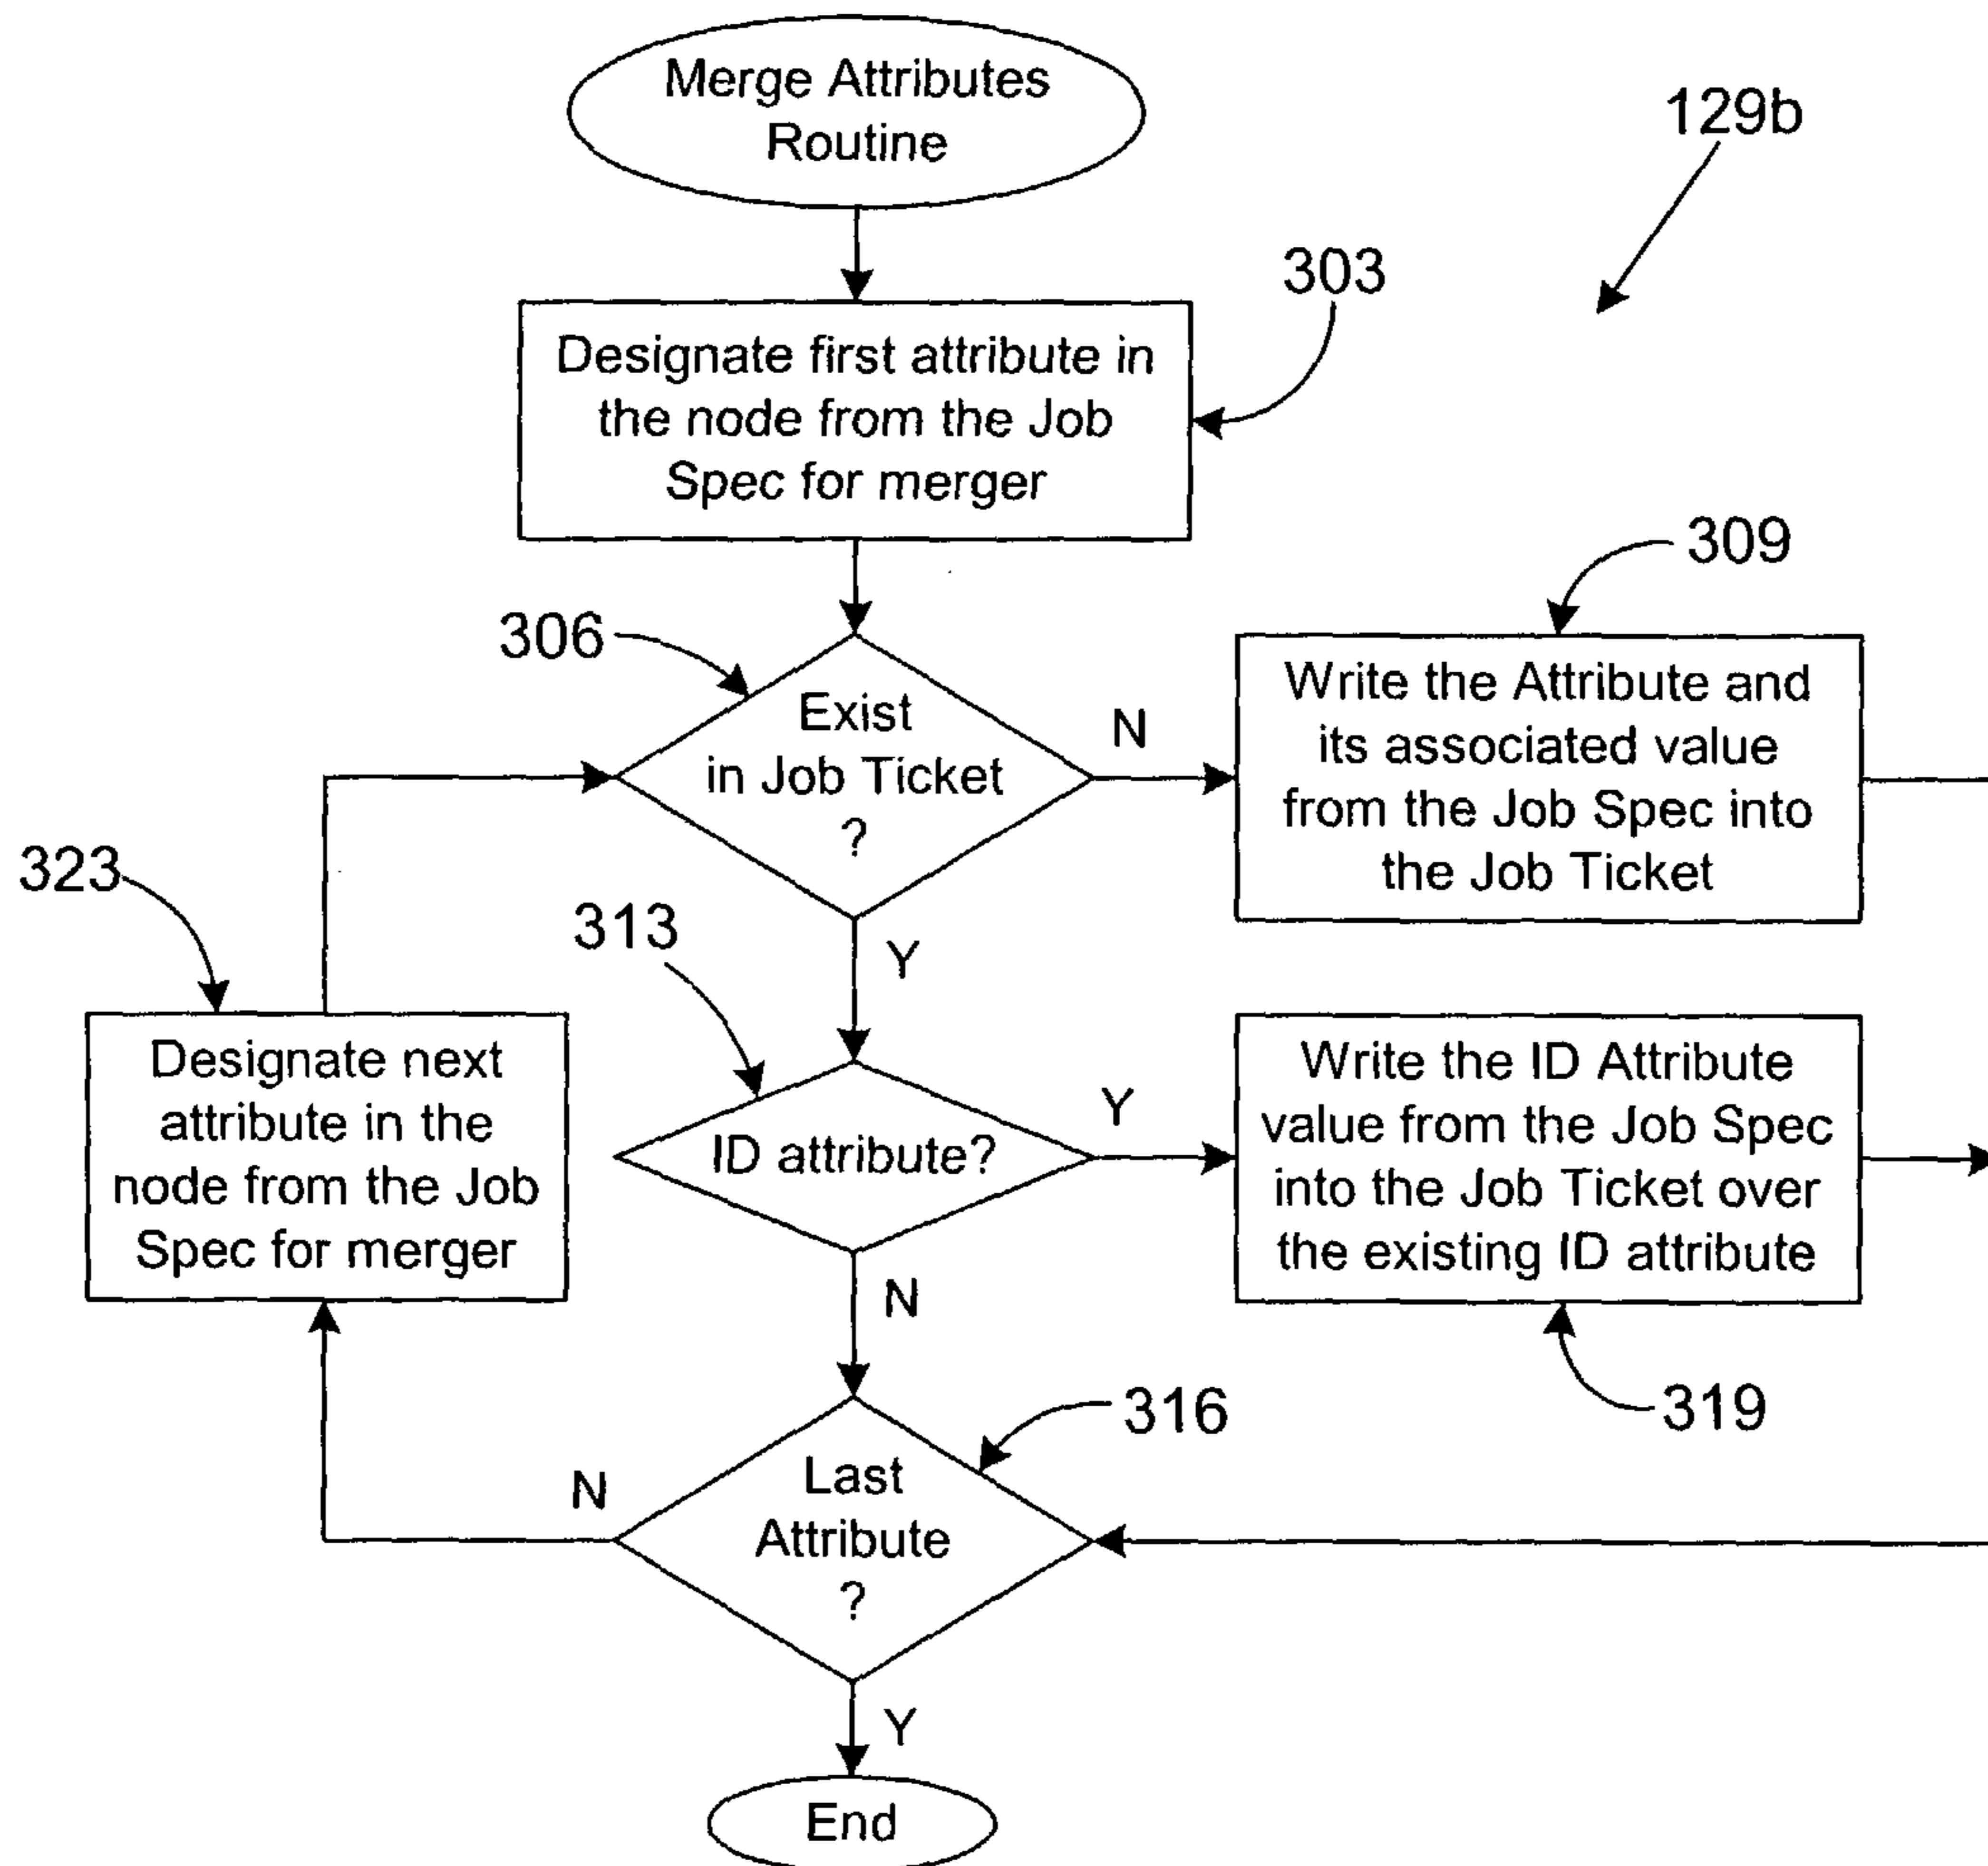 Merge Attributes
Routine
129b
303
Designate first attribute in
the node from the Job
Spec for merger
309
306
Exist
in Job Ticket
?
N
Write the Attribute and
its associated value
from the Job Spec into
the Job Ticket
323
313
Y
Designate next
attribute in the
node from the Job
Spec for merger
ID attribute?
Y
Write the ID Attribute
value from the Job Spec
into the Job Ticket over
the existing ID attribute
N
316
319
Last
Attribute
?
N
Y
End